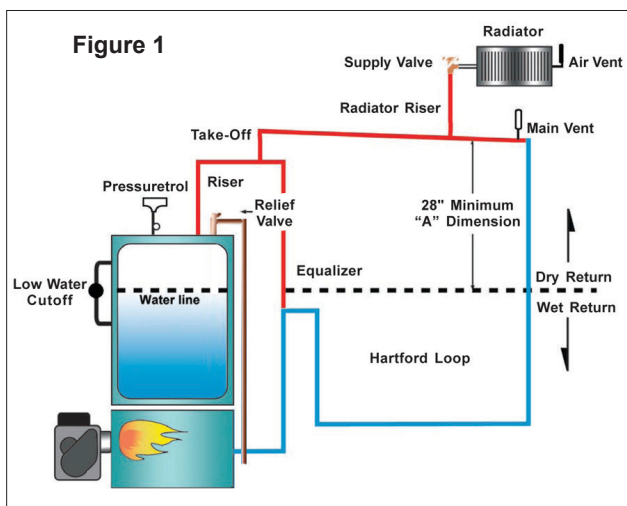 Figure 1
Radiator
Supply Valve
Air Vent
Radiator Riser
Main Vent
Take-Off
Riser
Pressuretrol
Relief
Valve
28" Minimum
“A” Dimension
Equalizer
Dry Return
Low Water
Cutoff
Water line
Wet Return
Hartford Loop